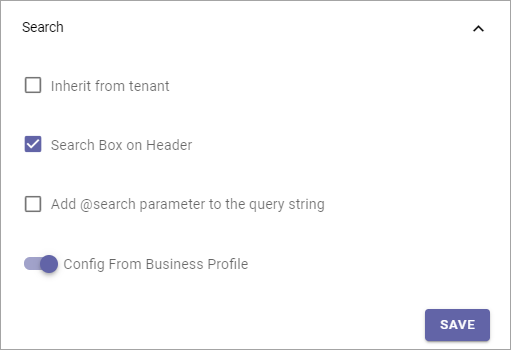 Search
Inherit from tenant
Search Box on Header
Add @search parameter to the query string
Config From Business Profile
SAVE